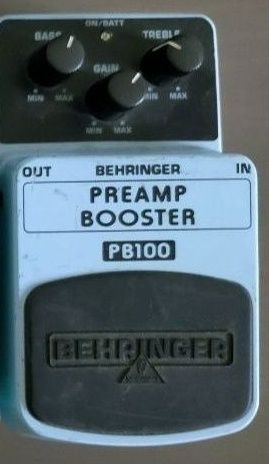 ON/BATT
BASS TREBLE
GAIN
MIN MAX MIN MAX
MIN MAX
OUT BEHRINGER IN
PREAMP
BOOSTER
PB100
BEHRINGER